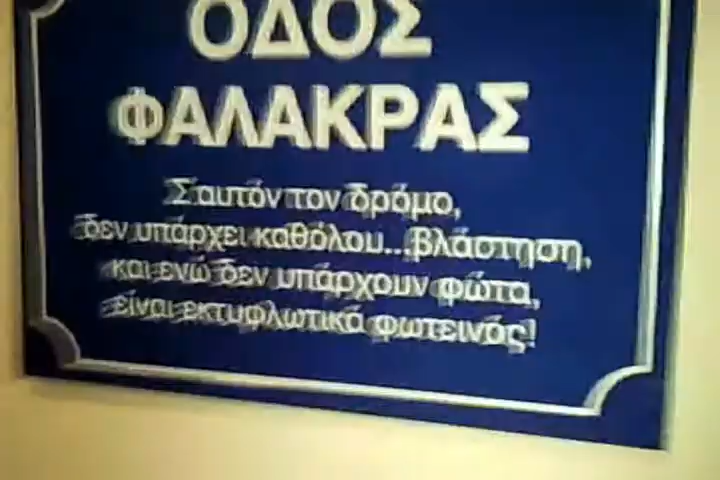 ΟΔΟΣ
ΦΑΛΑΚΡΑΣ
Σ'αυτόν τον δρόμο,
δεν υπάρχει καθόλου...βλάστηση,
και ενώ δεν υπάρχουν φώτα,
είναι εκτυφλωτικά φωτεινός!